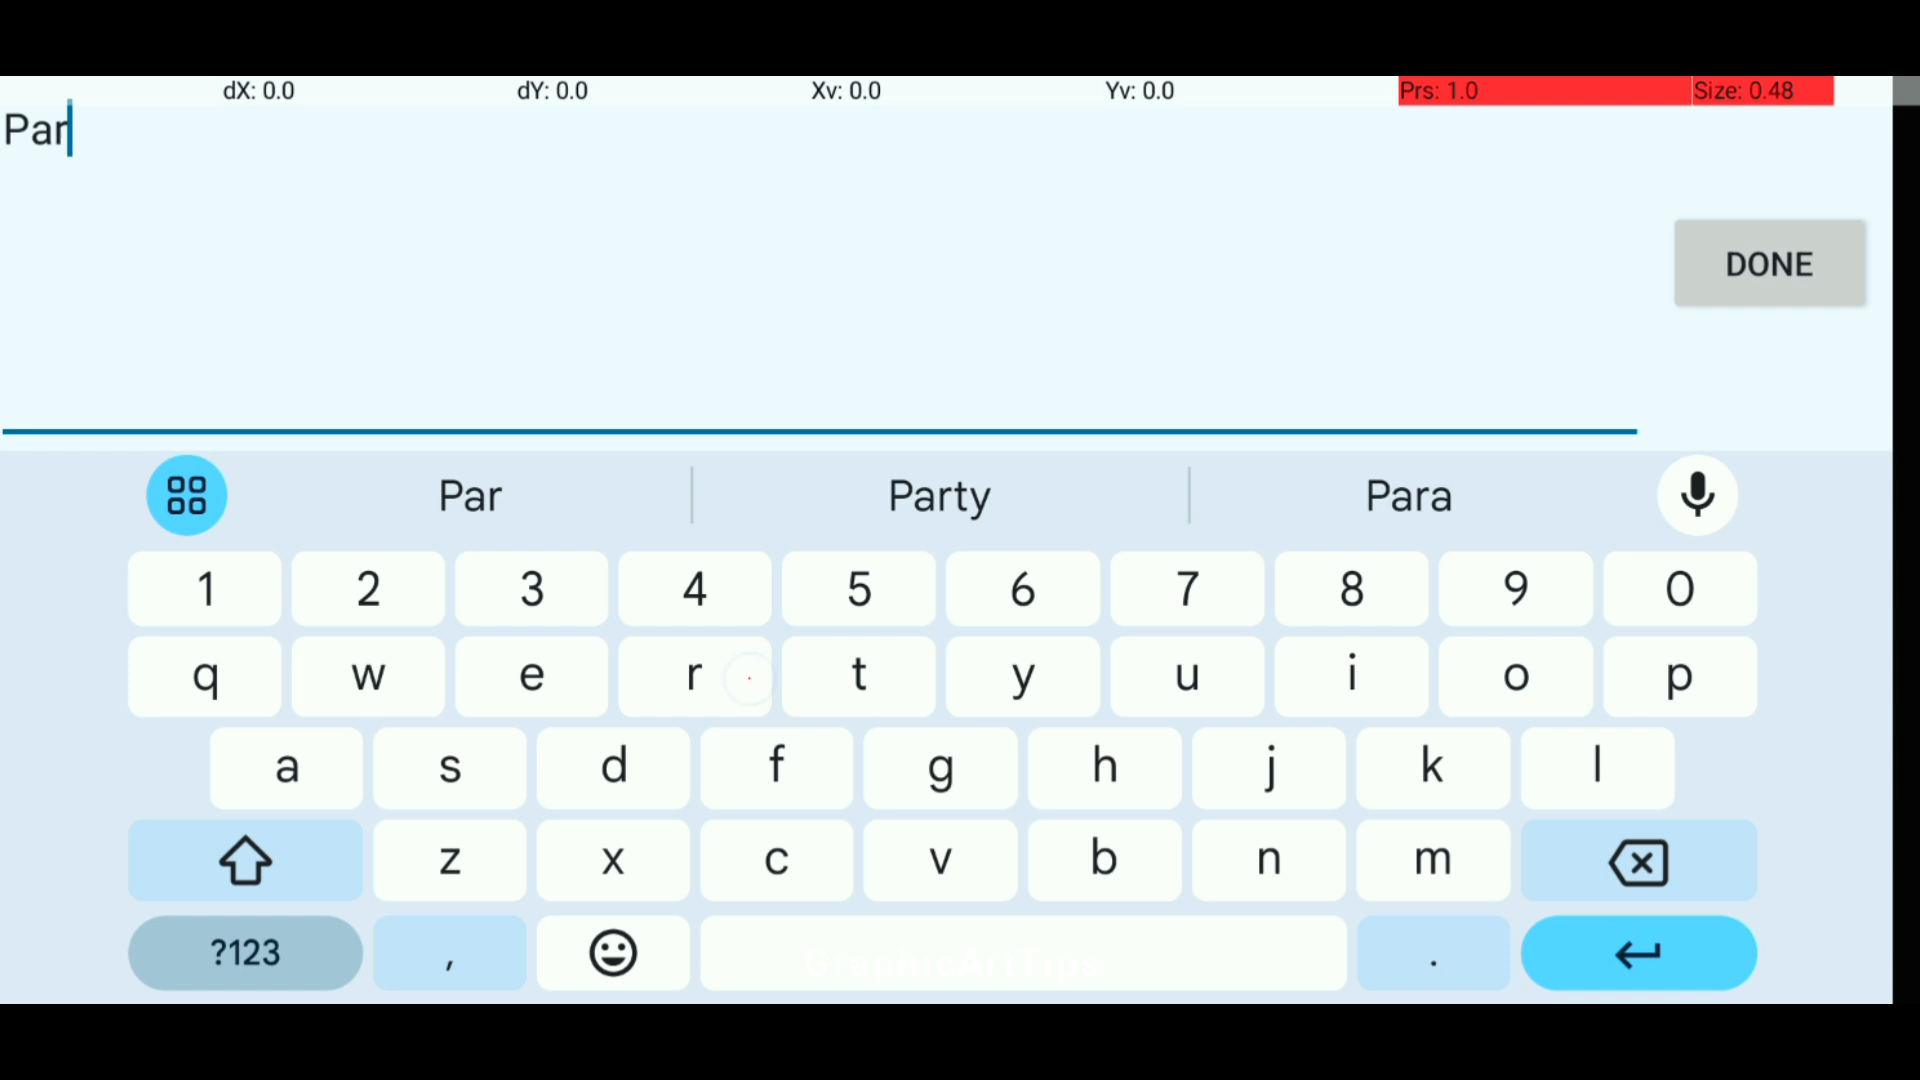 dX: 0.0 dY: 0.0 Xv: 0.0 Yv: 0.0 Prs: 1.0 Size: 0.48
Par
DONE
Par Party Para
1 2 3 4 5 6 7 8 9 0
q w e r t y u i o p
a s d f g h j k l
z x c v b n m
?123 , GraphicArtTips .